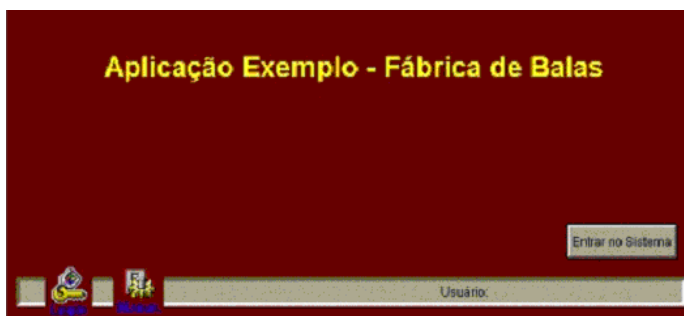 Aplicação Exemplo - Fábrica de Balas
Entrar no Sistema
Usuário: